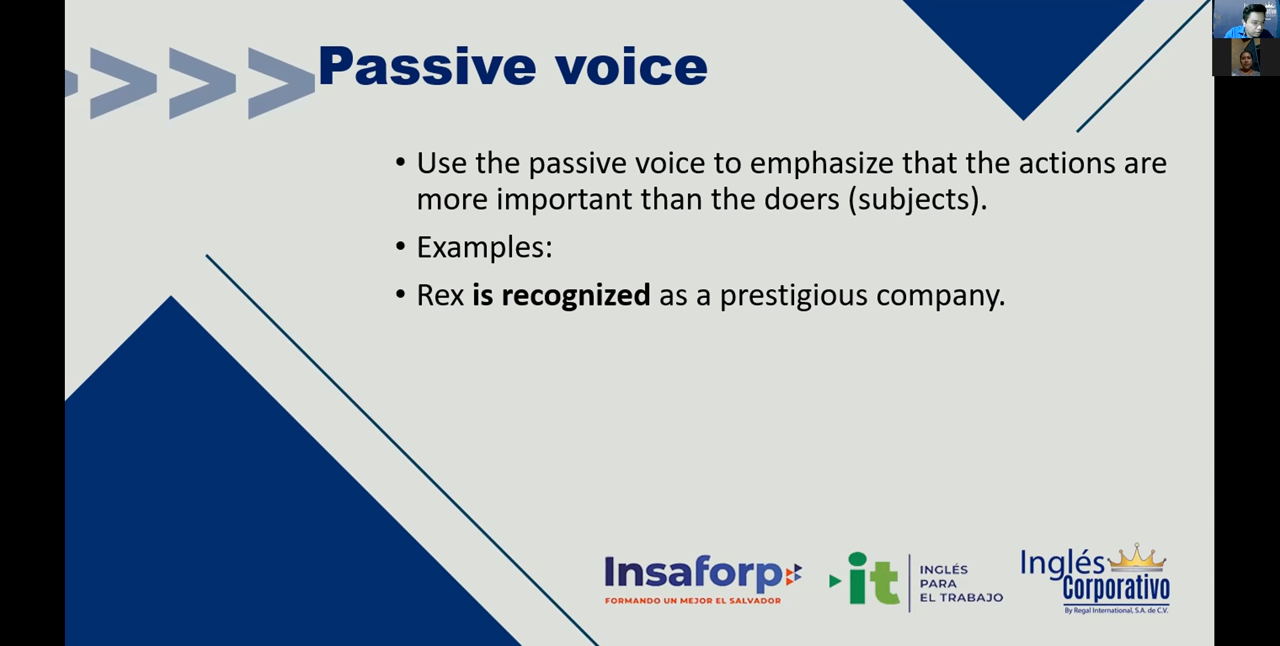 >>>> Passive voice
• Use the passive voice to emphasize that the actions are
more important than the doers (subjects).
• Examples:
• Rex is recognized as a prestigious company.
Insaforp
FORMANDO UN MEJOR EL SALVADOR
it
INGLÉS
PARA
EL TRABAJO
Inglés
Corporativo
By Regal International, S.A. de C.V.